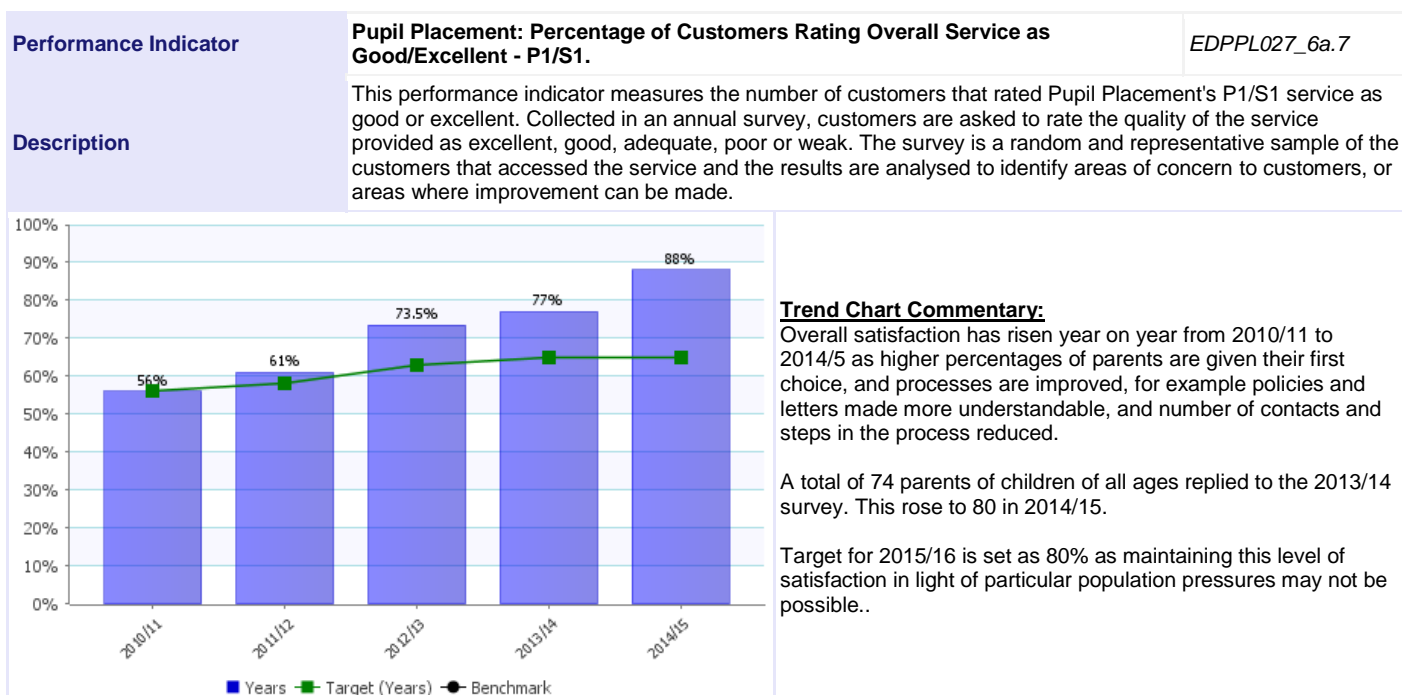 Performance Indicator
Pupil Placement: Percentage of Customers Rating Overall Service as
Good/Excellent - P1/S1.
EDPPL027_6a.7
Description
This performance indicator measures the number of customers that rated Pupil Placement's P1/S1 service as
good or excellent. Collected in an annual survey, customers are asked to rate the quality of the service
provided as excellent, good, adequate, poor or weak. The survey is a random and representative sample of the
customers that accessed the service and the results are analysed to identify areas of concern to customers, or
areas where improvement can be made.
100%
90%
80%
70%
60%
50%
40%
30%
20%
10%
0%
56%
61%
73.5%
77%
88%
2010/11
2011/12
2012/13
2013/14
2014/15
Years
Target (Years)
Benchmark
Trend Chart Commentary:
Overall satisfaction has risen year on year from 2010/11 to
2014/5 as higher percentages of parents are given their first
choice, and processes are improved, for example policies and
letters made more understandable, and number of contacts and
steps in the process reduced.
A total of 74 parents of children of all ages replied to the 2013/14
survey. This rose to 80 in 2014/15.
Target for 2015/16 is set as 80% as maintaining this level of
satisfaction in light of particular population pressures may not be
possible..